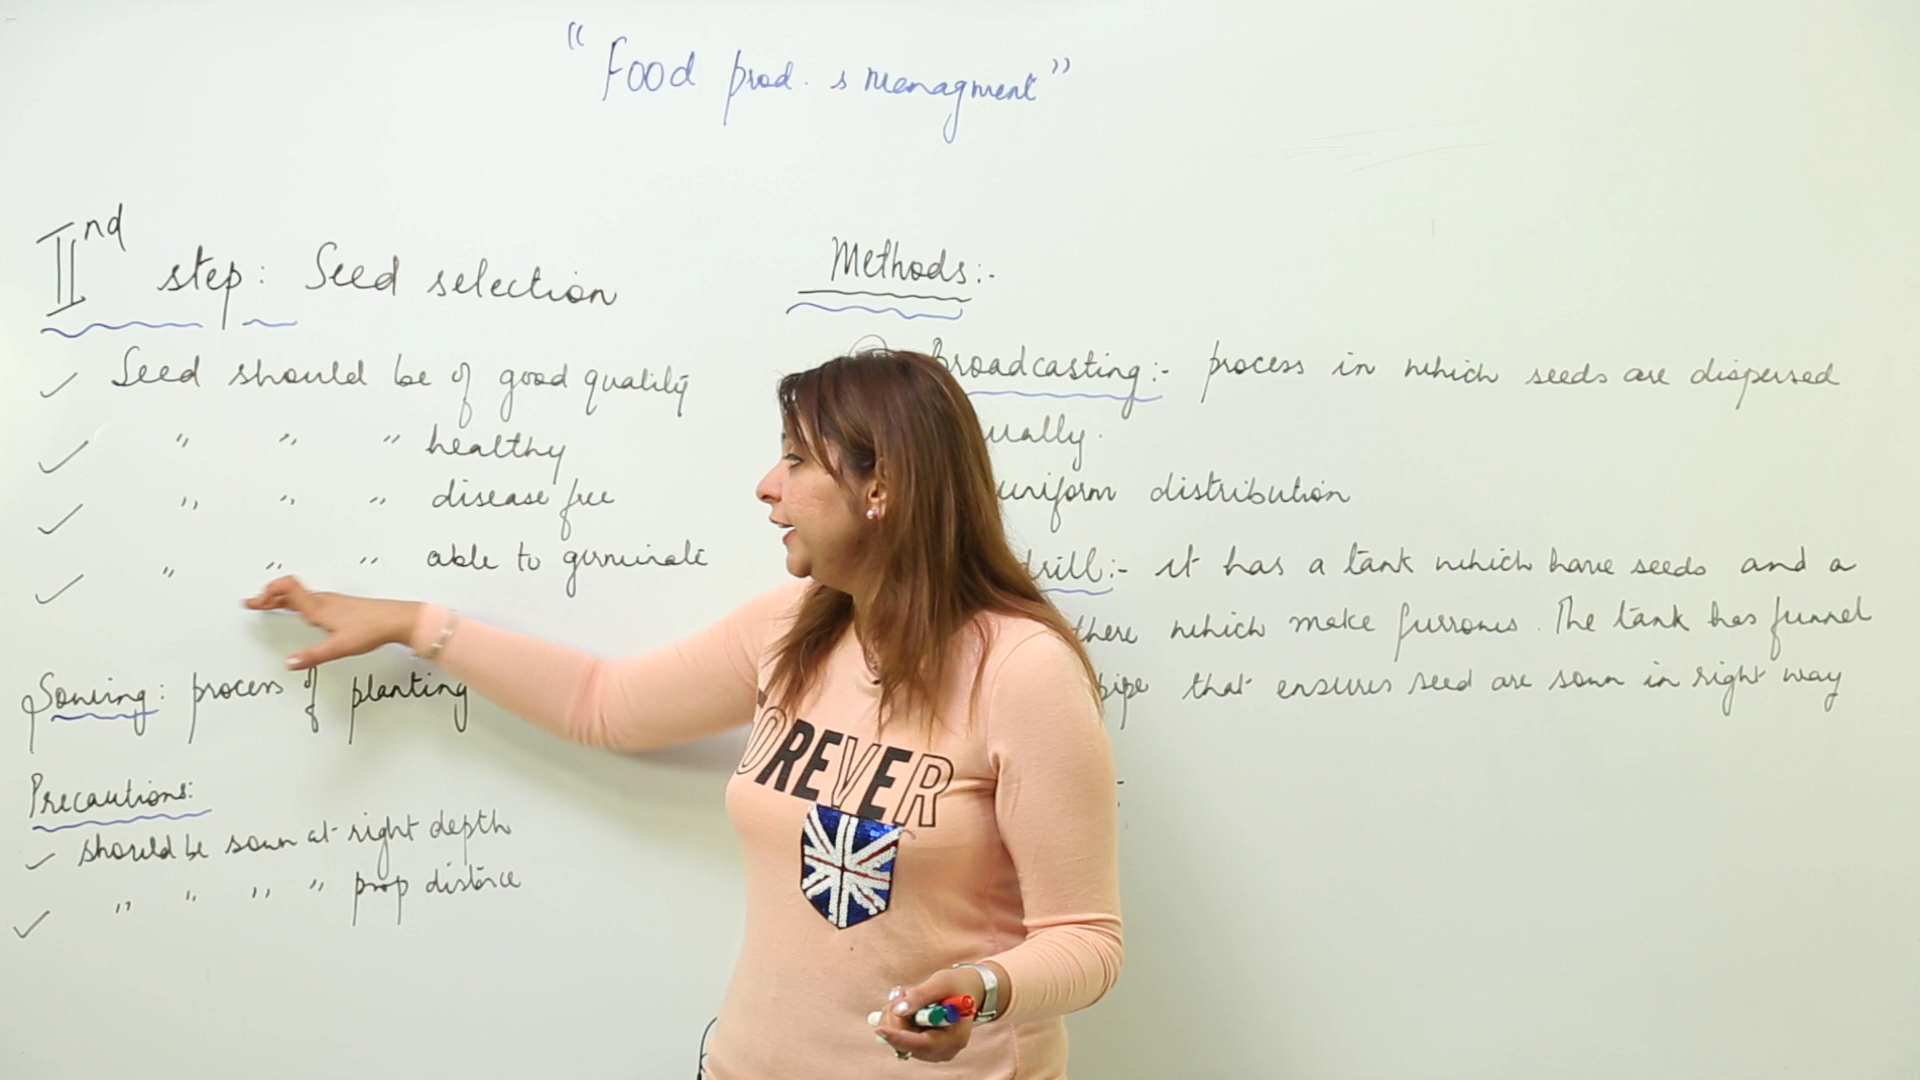 "Food prod. s managment"
IInd step: Seed selection
Seed should be of good quality
" " " healthy
" " " disease free
" " " able to germinate
Sowing: process of planting
Precautions:
should be sown at right depth
" " " " prop distnce
Methods:-
Broadcasting:- process in which seeds are dispersed
uniform distribution
drill:- it has a tank which have seeds and a
there which make furrows. The tank has funnel
pipe that ensures seed are sown in right way
FOREVER